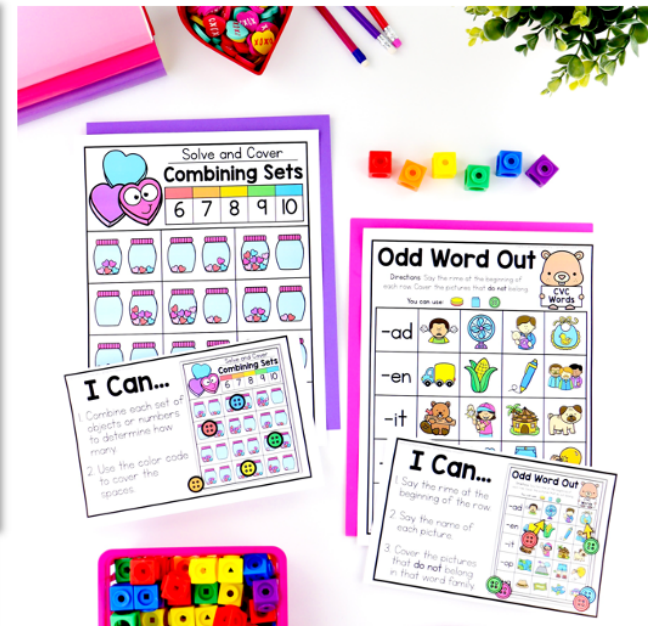 XOXO
Solve and Cover
Combining Sets
6 7 8 9 10
Odd Word Out
Directions: Say the rime at the beginning of
each row. Cover the pictures that do not belong.
You can use:
CVC
Words
-ad
-en
-it
I Can...
1. Combine each set of
objects or numbers
to determine how
many.
2. Use the color code
to cover the
spaces.
Solve and Cover
Combining Sets
6 7 8 9 10
I Can...
1. Say the rime at the
beginning of the row.
2. Say the name of
each picture.
3. Cover the pictures
that do not belong
in that word family.
Odd Word Out
-ad
-en
-it
-op